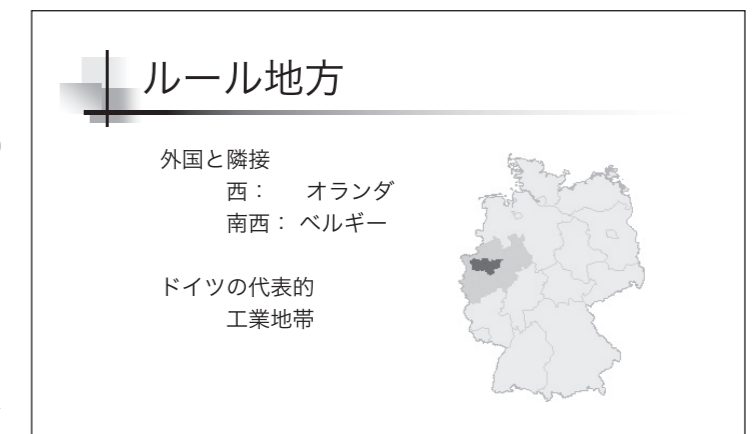 ルール地方
外国と隣接
西： オランダ
南西： ベルギー
ドイツの代表的
工業地帯